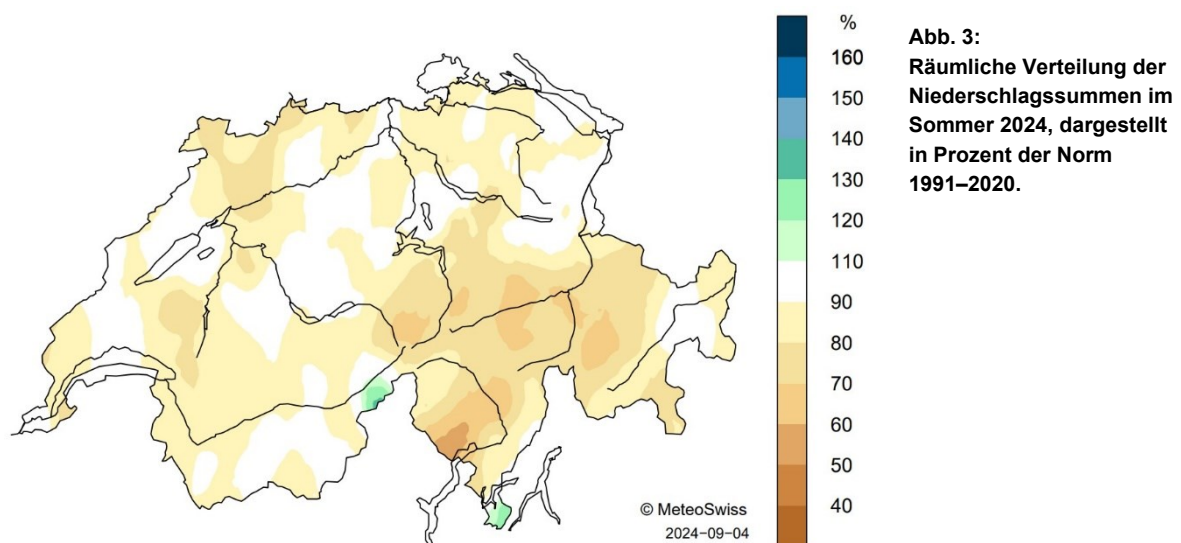 %
160
150
140
130
120
110
90
80
70
60
50
40
© MeteoSwiss
2024-09-04
Abb. 3:
Räumliche Verteilung der
Niederschlagssummen im
Sommer 2024, dargestellt
in Prozent der Norm
1991–2020.